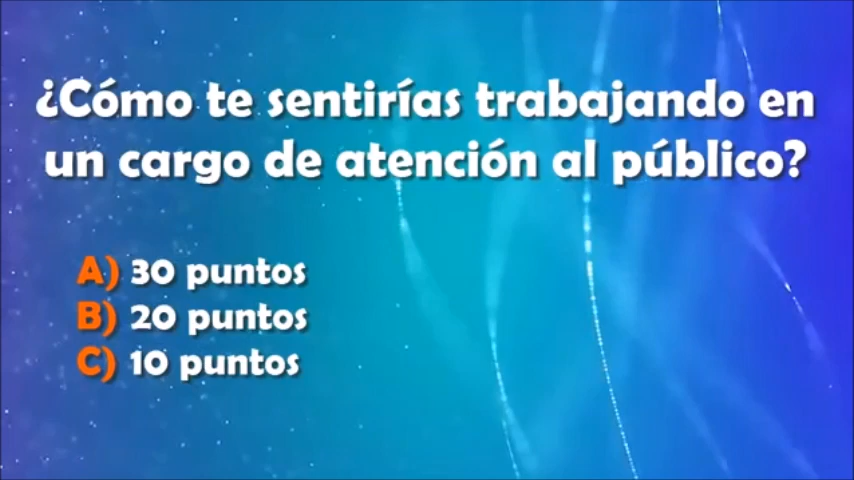 ¿Cómo te sentirías trabajando en
un cargo de atención al público?
A) 30 puntos
B) 20 puntos
C) 10 puntos